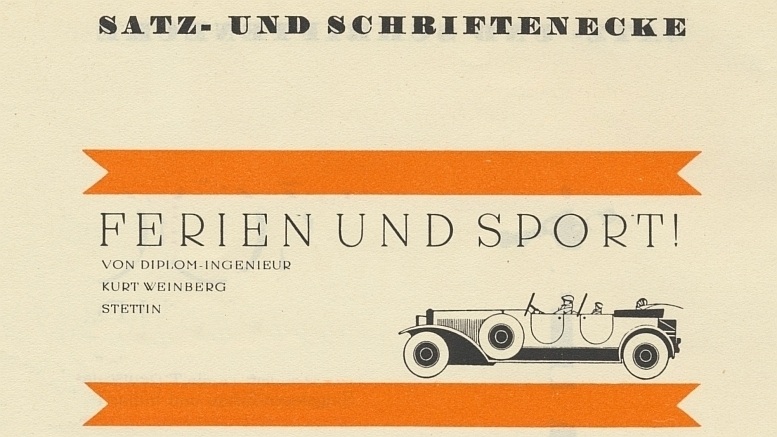 SATZ- UND SCHRIFTENECKE
FERIEN UND SPORT!
VON DIPLOM-INGENIEUR
KURT WEINBERG
STETTIN